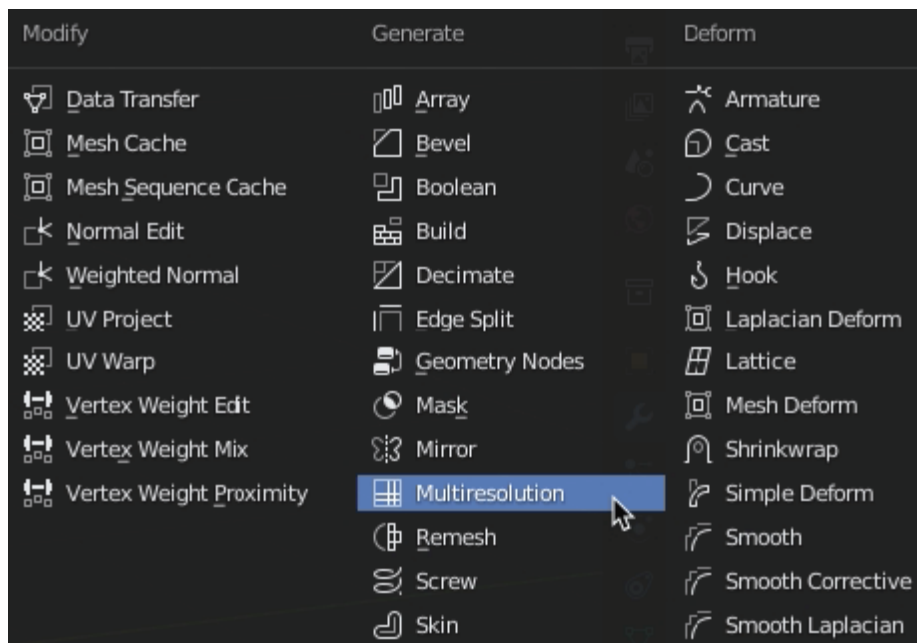 Modify
Data Transfer
Mesh Cache
Mesh Sequence Cache
Normal Edit
Weighted Normal
UV Project
UV Warp
Vertex Weight Edit
Vertex Weight Mix
Vertex Weight Proximity
Generate
Array
Bevel
Boolean
Build
Decimate
Edge Split
Geometry Nodes
Mask
Mirror
Multiresolution
Remesh
Screw
Skin
Deform
Armature
Cast
Curve
Displace
Hook
Laplacian Deform
Lattice
Mesh Deform
Shrinkwrap
Simple Deform
Smooth
Smooth Corrective
Smooth Laplacian